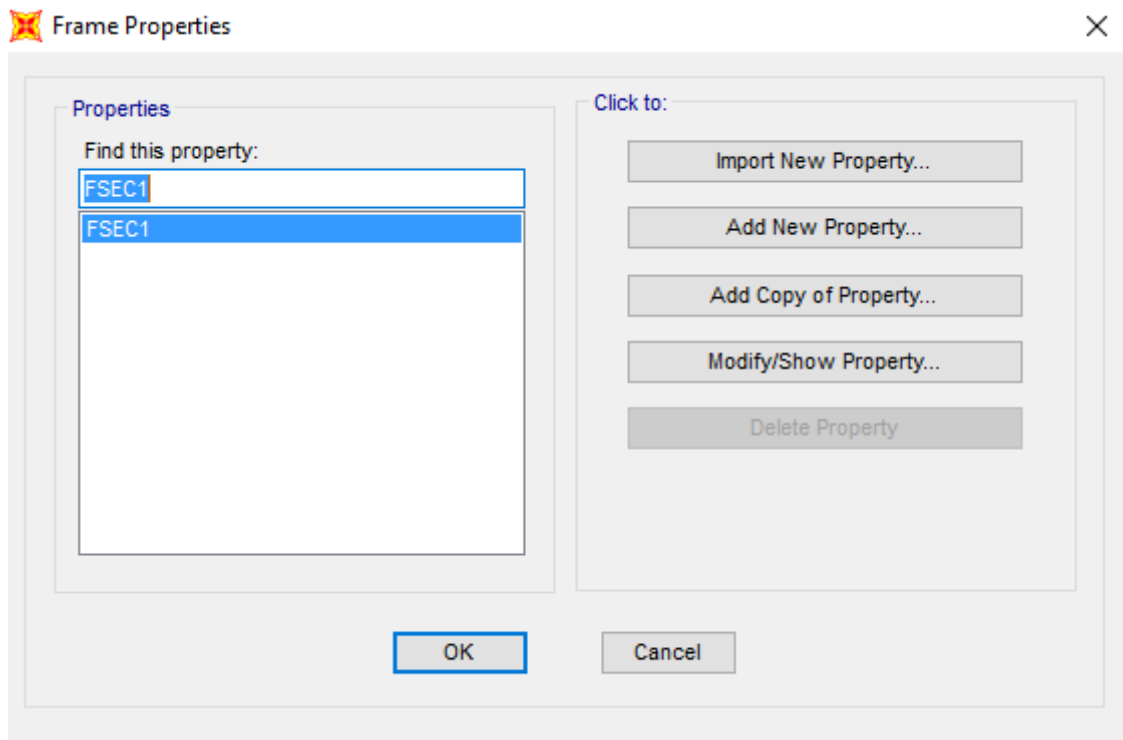 Frame Properties
Properties
Find this property:
FSEC1
FSEC1
Click to:
Import New Property...
Add New Property...
Add Copy of Property...
Modify/Show Property...
Delete Property
OK
Cancel